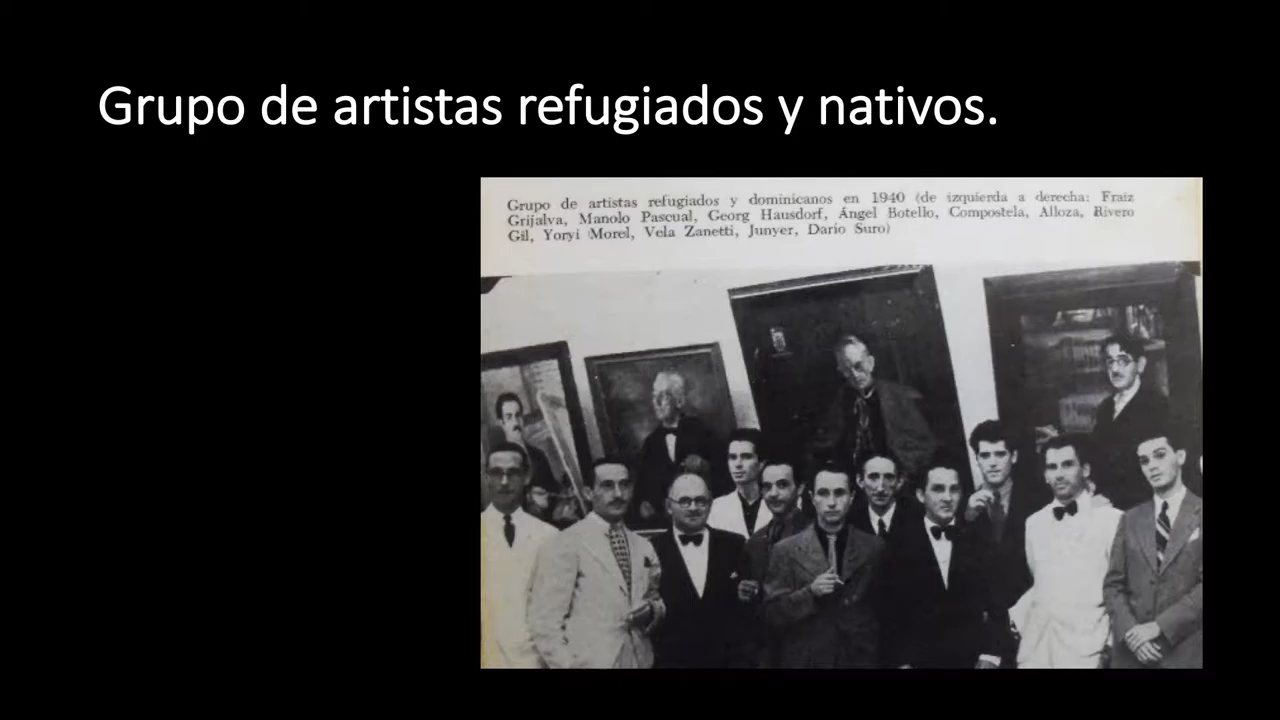 Grupo de artistas refugiados y nativos.
Grupo de artistas refugiados y dominicanos en 1940 (de izquierda a derecha: Fraiz
Grijalva, Manolo Pascual, Georg Hausdorf, Ángel Botello, Compostela, Alloza, Rivero
Gil, Yoryi Morel, Vela Zanetti, Junyer, Darío Suro)